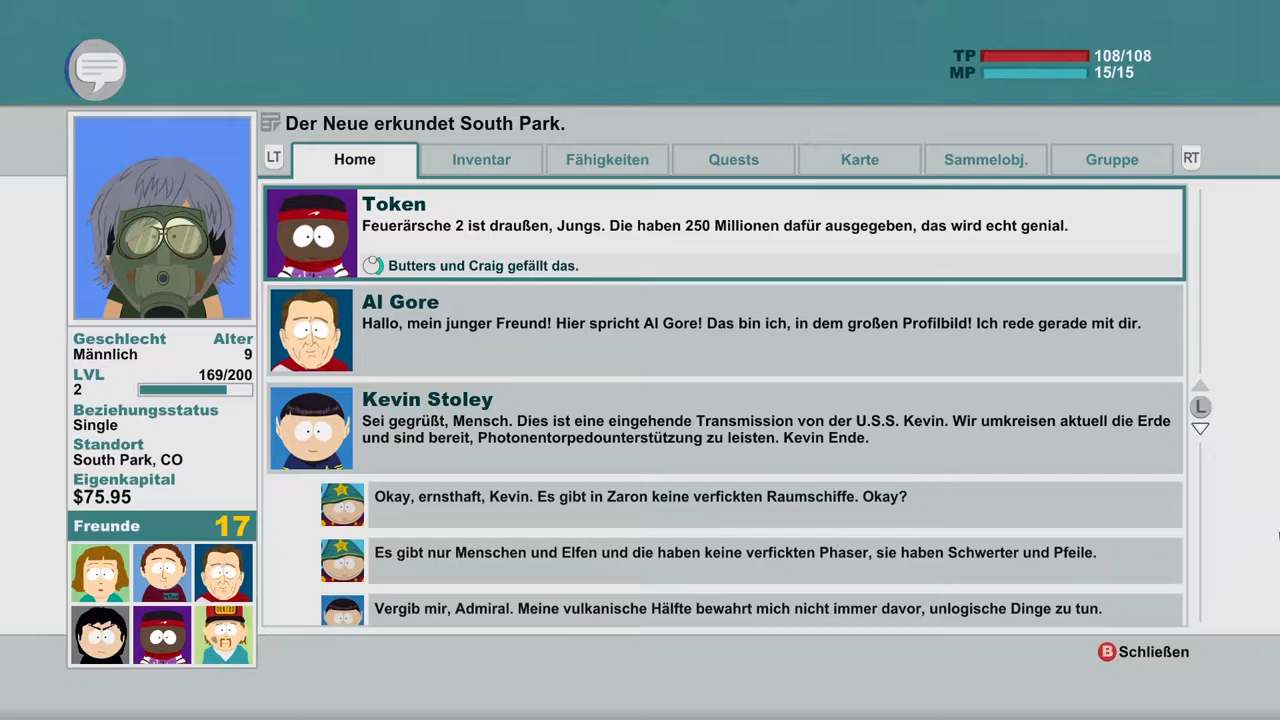 TP 108/108
MP 15/15
Der Neue erkundet South Park.
LT Home Inventar Fähigkeiten Quests Karte Sammelobj. Gruppe RT
Geschlecht Alter
Männlich 9
LVL 169/200
2
Beziehungsstatus
Single
Standort
South Park, CO
Eigenkapital
$75.95
Freunde 17
Token
Feuerärsche 2 ist draußen, Jungs. Die haben 250 Millionen dafür ausgegeben, das wird echt genial.
Butters und Craig gefällt das.
Al Gore
Hallo, mein junger Freund! Hier spricht Al Gore! Das bin ich, in dem großen Profilbild! Ich rede gerade mit dir.
Kevin Stoley
Sei gegrüßt, Mensch. Dies ist eine eingehende Transmission von der U.S.S. Kevin. Wir umkreisen aktuell die Erde
und sind bereit, Photonentorpedounterstützung zu leisten. Kevin Ende.
Okay, ernsthaft, Kevin. Es gibt in Zaron keine verfickten Raumschiffe. Okay?
Es gibt nur Menschen und Elfen und die haben keine verfickten Phaser, sie haben Schwerter und Pfeile.
Vergib mir, Admiral. Meine vulkanische Hälfte bewahrt mich nicht immer davor, unlogische Dinge zu tun.
L
B Schließen